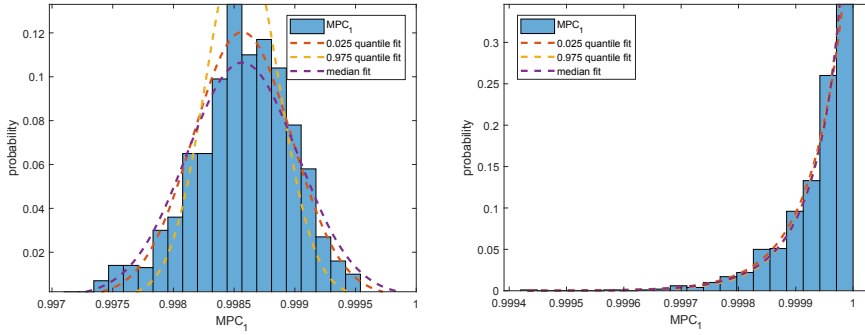 MPC1
0.025 quantile fit
0.975 quantile fit
median fit
0.12
0.1
0.08
0.06
0.04
0.02
probability
0.997 0.9975 0.998 0.9985 0.999 0.9995 1
MPC1
MPC1
0.025 quantile fit
0.975 quantile fit
median fit
0.3
0.25
0.2
0.15
0.1
0.05
0
probability
0.9994 0.9995 0.9996 0.9997 0.9998 0.9999 1
MPC1